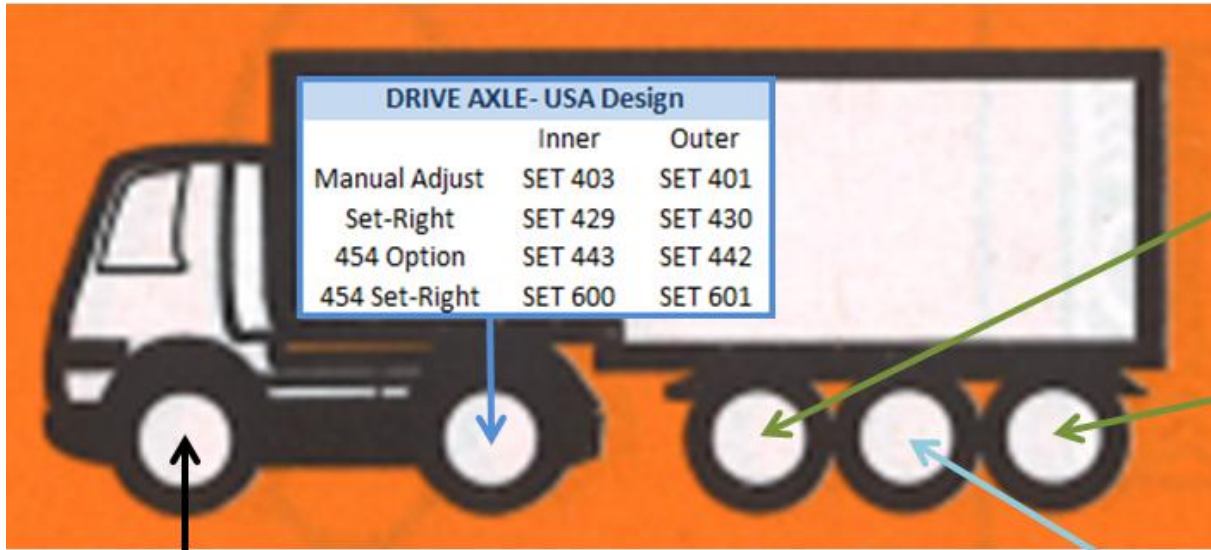 DRIVE AXLE- USA Design
Inner Outer
Manual Adjust SET 403 SET 401
Set-Right SET 429 SET 430
454 Option SET 443 SET 442
454 Set-Right SET 600 SET 601